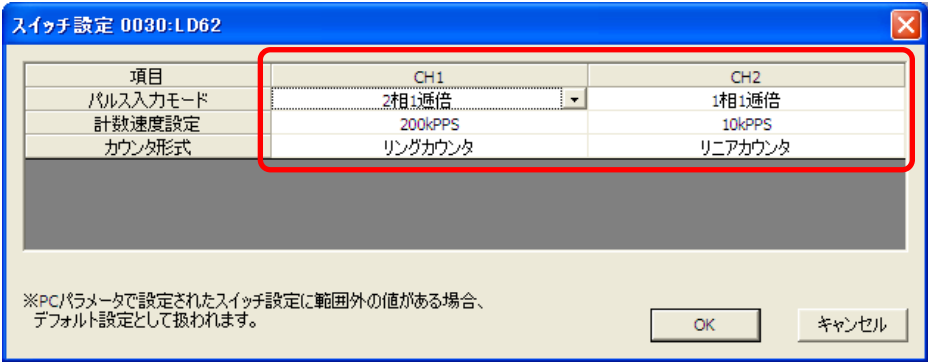 スイッチ設定 0030:LD62
項目 CH1 CH2
パルス入力モード 2相1逓倍 1相1逓倍
計数速度設定 200kPPS 10kPPS
カウンタ形式 リングカウンタ リニアカウンタ
※PCパラメータで設定されたスイッチ設定に範囲外の値がある場合、
デフォルト設定として扱われます。
OK キャンセル